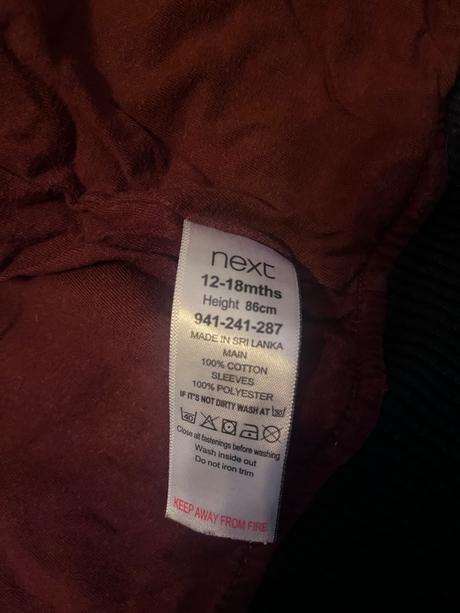 next
12-18mths
Height 86cm
941-241-287
MADE IN SRI LANKA
MAIN
100% COTTON
SLEEVES
100% POLYESTER
IF IT'S NOT DIRTY WASH AT 30
40
Close all fastenings before washing
Wash inside out
Do not iron trim
KEEP AWAY FROM FIRE